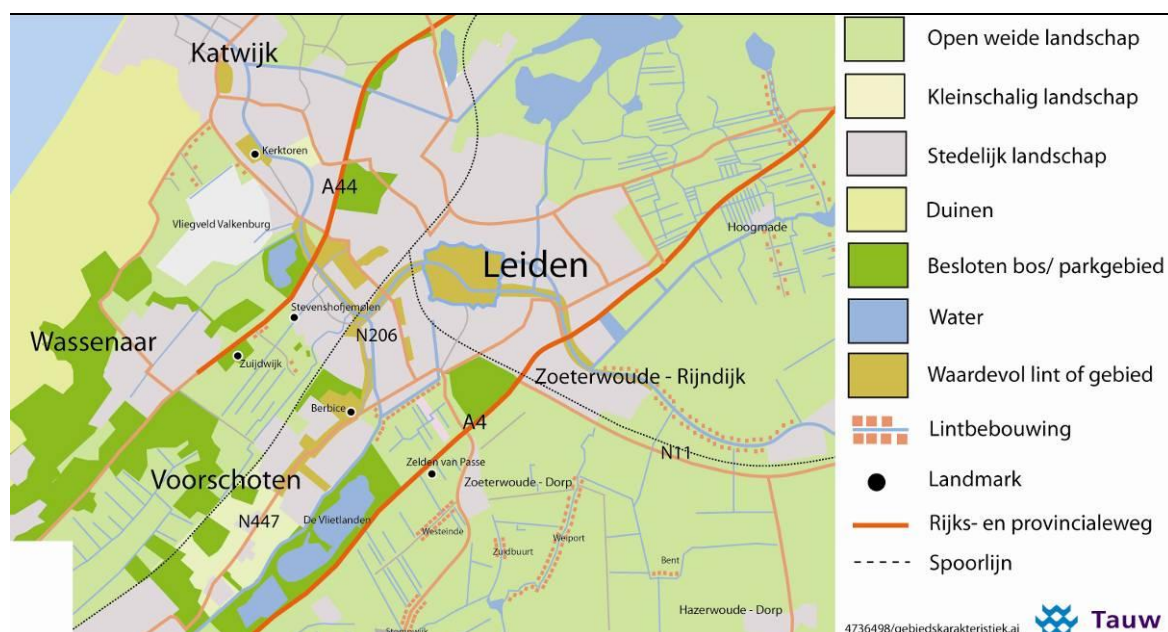 Katwijk
Kerktoren
A44
Vliegveld Valkenburg
Hoogmade
Leiden
Stevenshofjemolen
Wassenaar
N206
Zuijdwijk
Zoeterwoude - Rijndijk
Berbice
A4
N11
Voorschoten
Zelden van Passe
Zoeterwoude - Dorp
N447
De Vlietlanden
Westeinde
Zuidbuurt
Weiport
Bent
Hazerwoude - Dorp
Open weide landschap
Kleinschalig landschap
Stedelijk landschap
Duinen
Besloten bos/ parkgebied
Water
Waardevol lint of gebied
Lintbebouwing
Landmark
Rijks- en provincialeweg
Spoorlijn
4736498/gebiedskarakteristiek.ai
Tauw